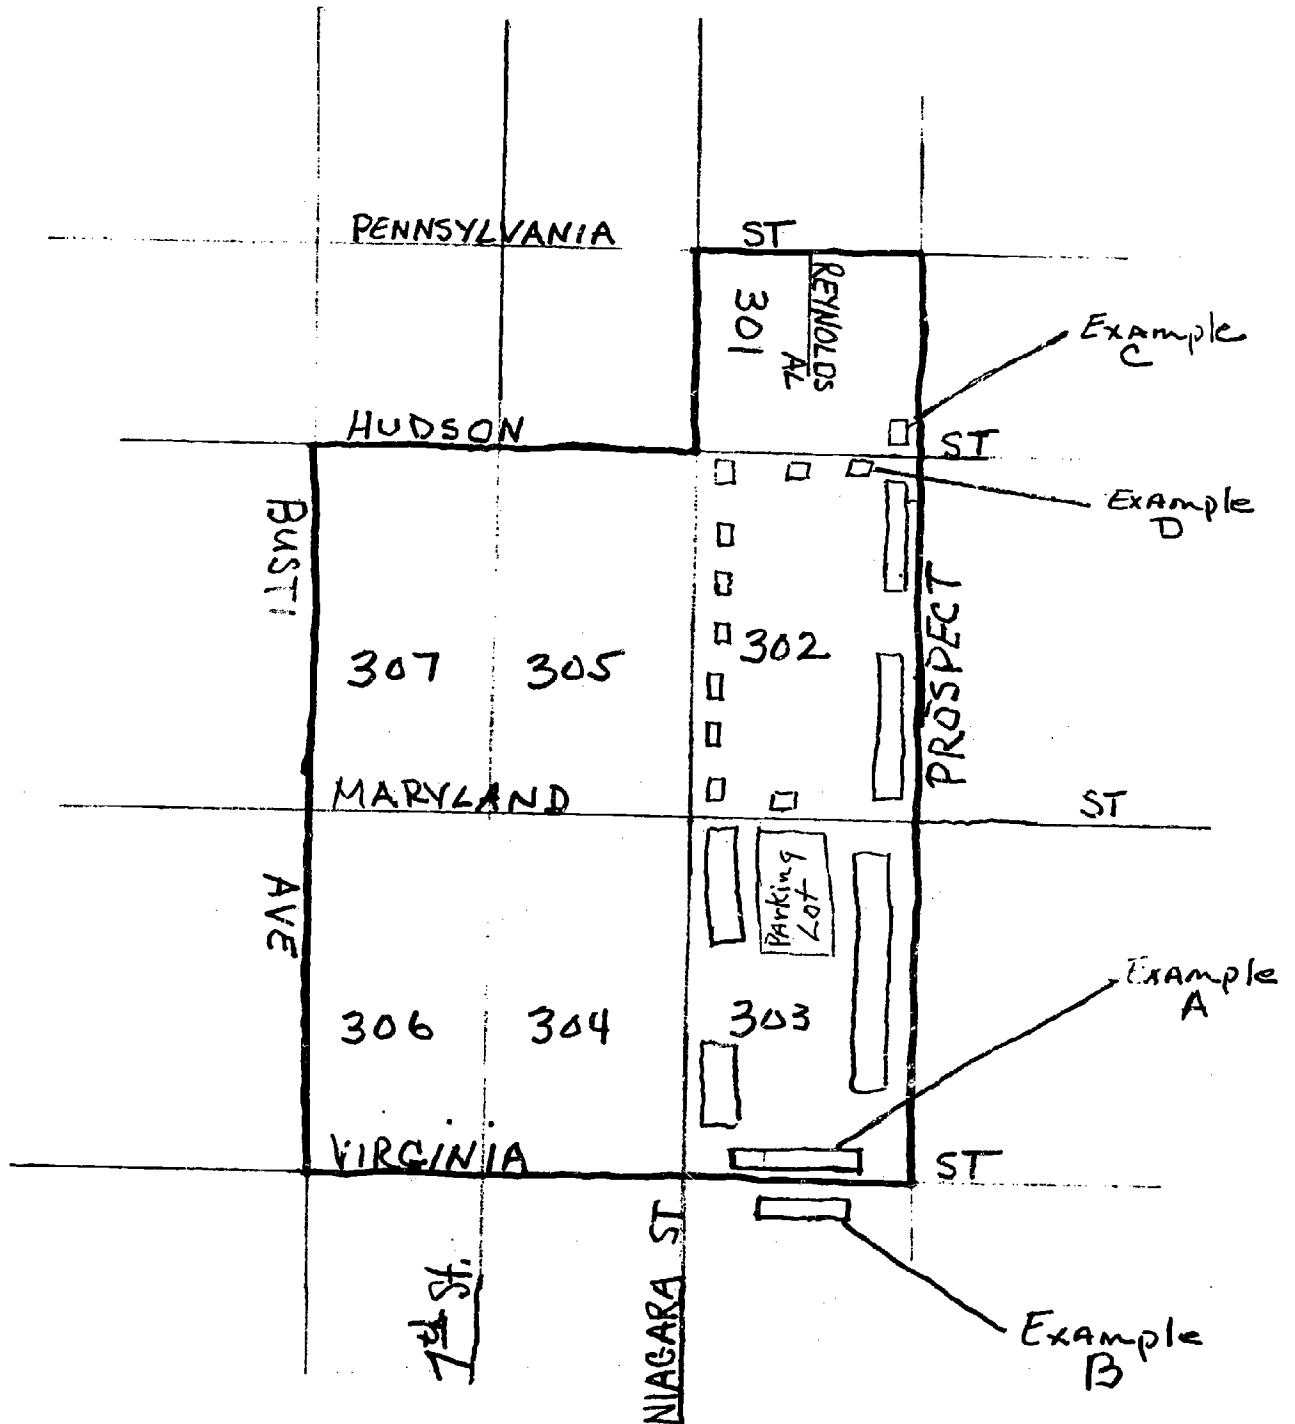 PENNSYLVANIA ST
REYNOLDS
AL
301
Example
C
HUDSON ST
Example
D
BUSTI
PROSPECT
307 305 302
MARYLAND ST
Parking
Lot
AVE
Example
A
306 304 303
VIRGINIA ST
7th St.
NIAGARA ST
Example
B